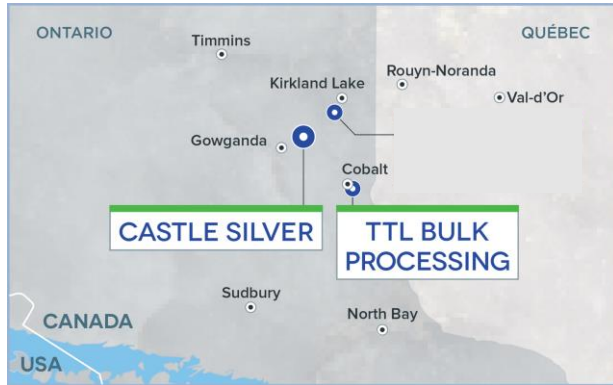 ONTARIO
QUÉBEC
Timmins
Rouyn-Noranda
Kirkland Lake
Val-d'Or
Gowganda
Cobalt
CASTLE SILVER
TTL BULK
PROCESSING
Sudbury
North Bay
CANADA
USA